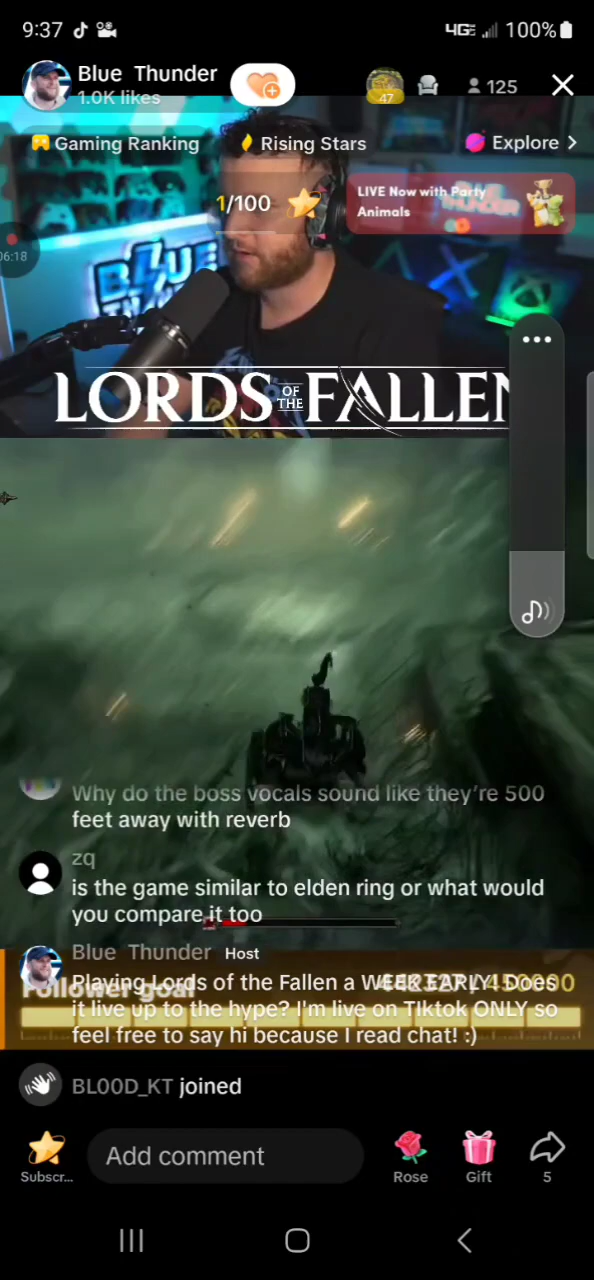 9:37
4GE 100%
Blue Thunder
1.0K likes
47
125
Gaming Ranking
Rising Stars
Explore
1/100
LIVE Now with Party
Animals
06:18
BLUE
LORDS OF THE FALLEN
Why do the boss vocals sound like they're 500
feet away with reverb
zq
is the game similar to elden ring or what would
you compare it too
Blue Thunder Host
Follower goal
Playing Lords of the Fallen a WEEK EARLY! Does
it live up to the hype? I'm live on TIktok ONLY so
feel free to say hi because I read chat! :)
BL00D_KT joined
Subscr...
Add comment
Rose
Gift
5